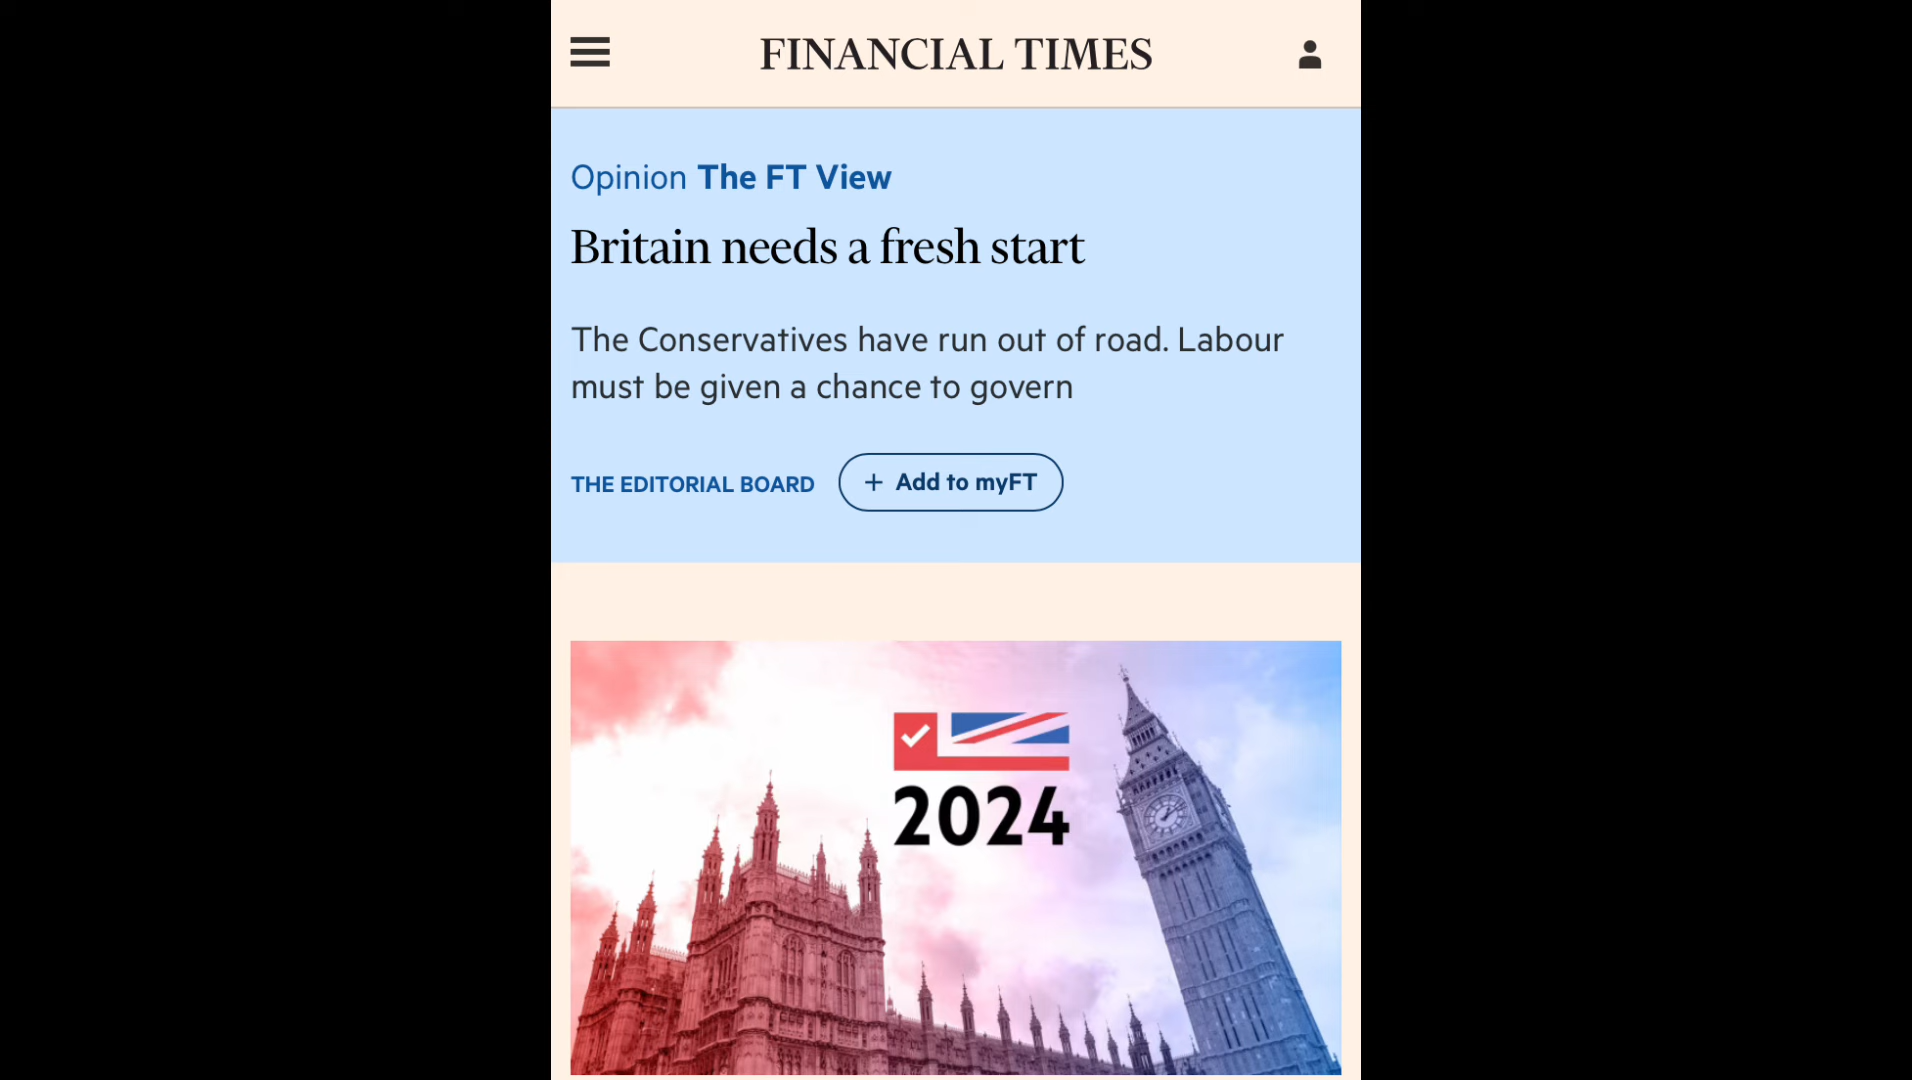 FINANCIAL TIMES
Opinion The FT View
Britain needs a fresh start
The Conservatives have run out of road. Labour
must be given a chance to govern
THE EDITORIAL BOARD + Add to myFT
2024